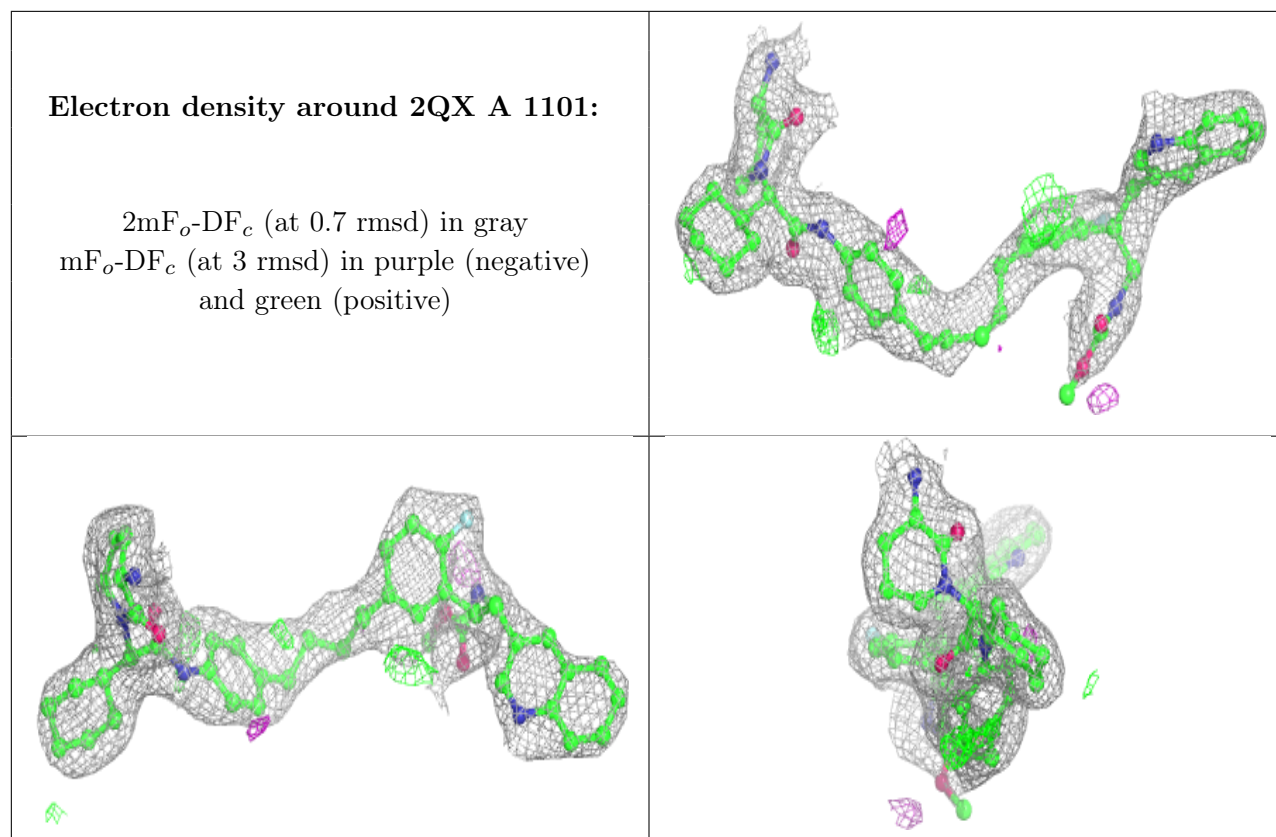 Electron density around 2QX A 1101:
2mFo-DFc (at 0.7 rmsd) in gray
mFo-DFc (at 3 rmsd) in purple (negative)
and green (positive)